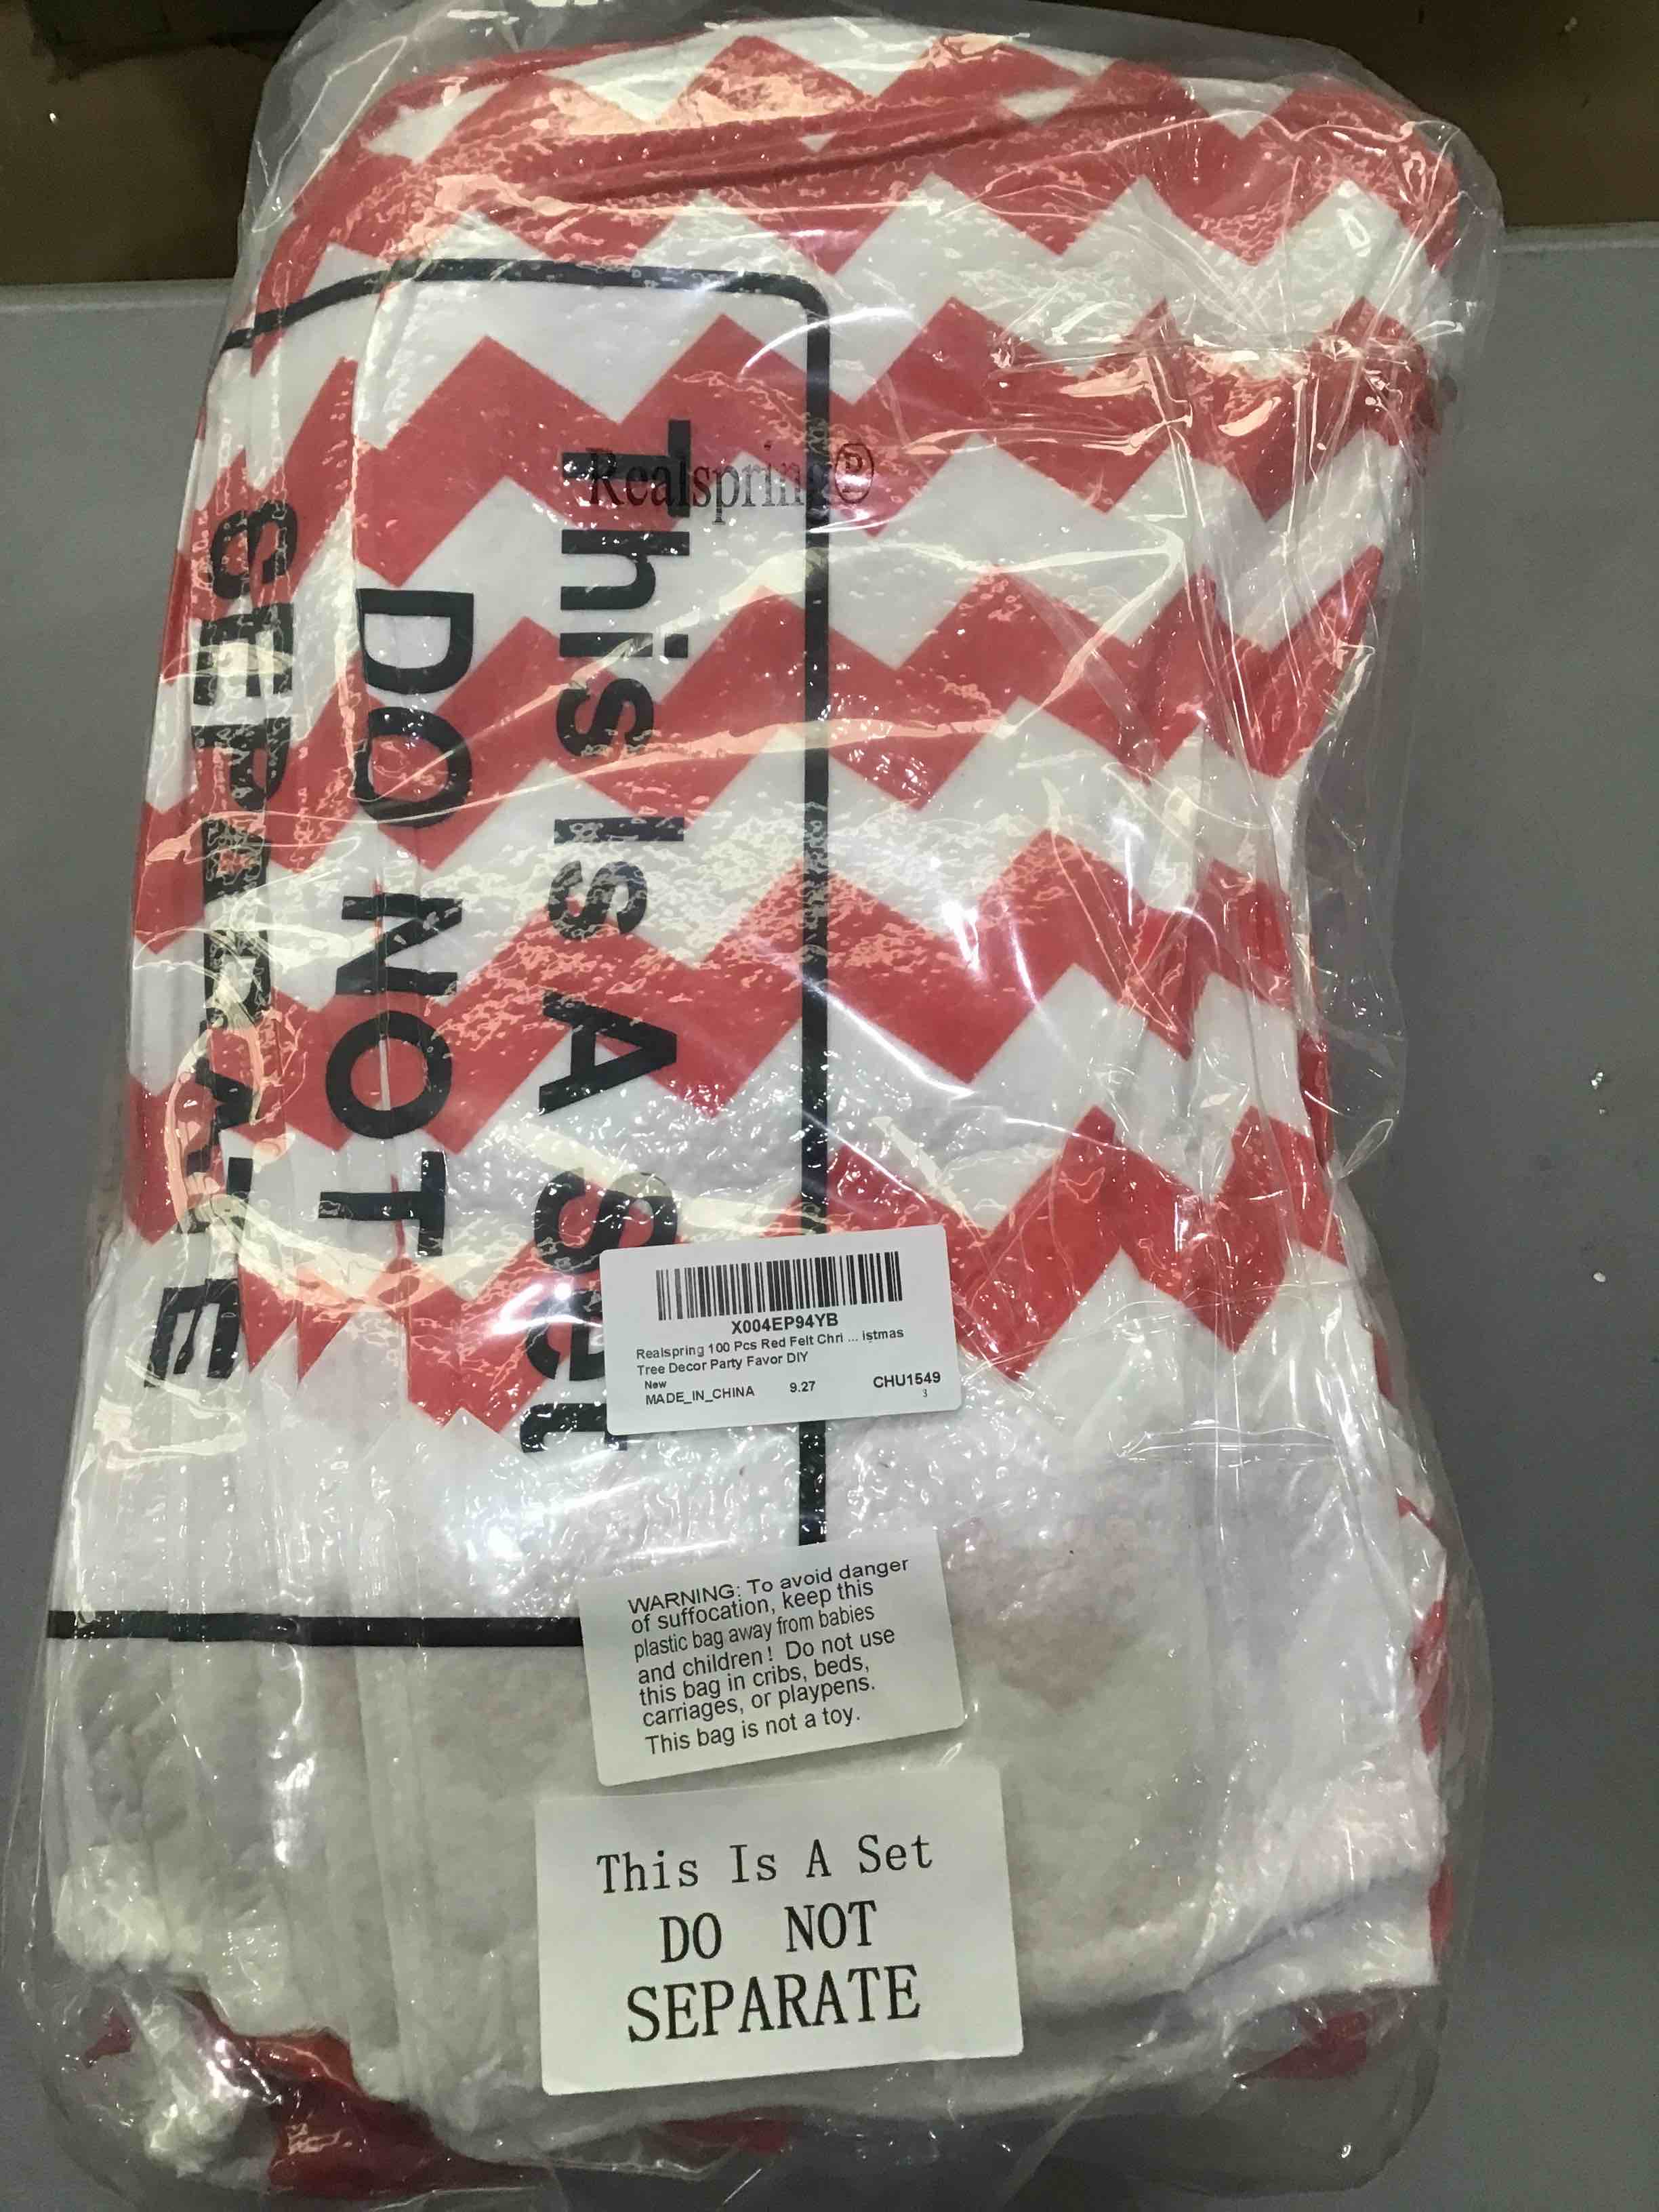 Realspring®
This Is A Set
DO NOT
SEPARATE
X004EP94YB
Realspring 100 Pcs Red Felt Chri ... istmas
Tree Decor Party Favor DIY
New
MADE_IN_CHINA 9.27 CHU1549
3
WARNING: To avoid danger
of suffocation, keep this
plastic bag away from babies
and children! Do not use
this bag in cribs, beds,
carriages, or playpens.
This bag is not a toy.
This Is A Set
DO NOT
SEPARATE